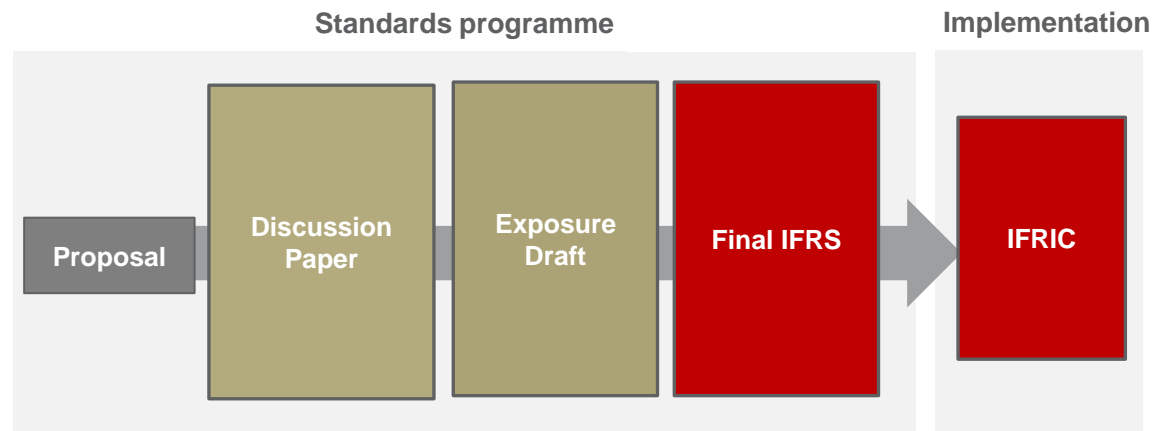 Standards programme
Implementation
Proposal
Discussion
Paper
Exposure
Draft
Final IFRS
IFRIC